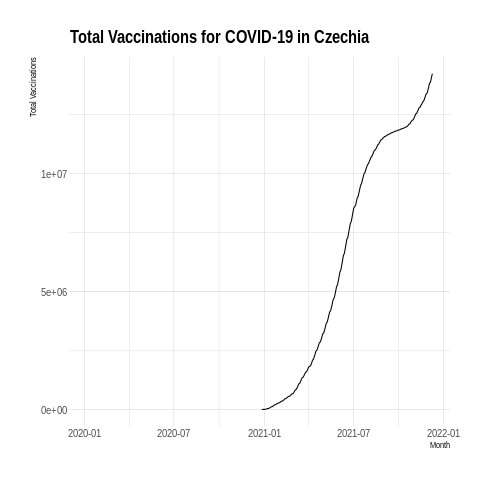 Total Vaccinations for COVID-19 in Czechia
Total Vaccinations
1e+07
5e+06
0e+00
2020-01 2020-07 2021-01 2021-07 2022-01
Month